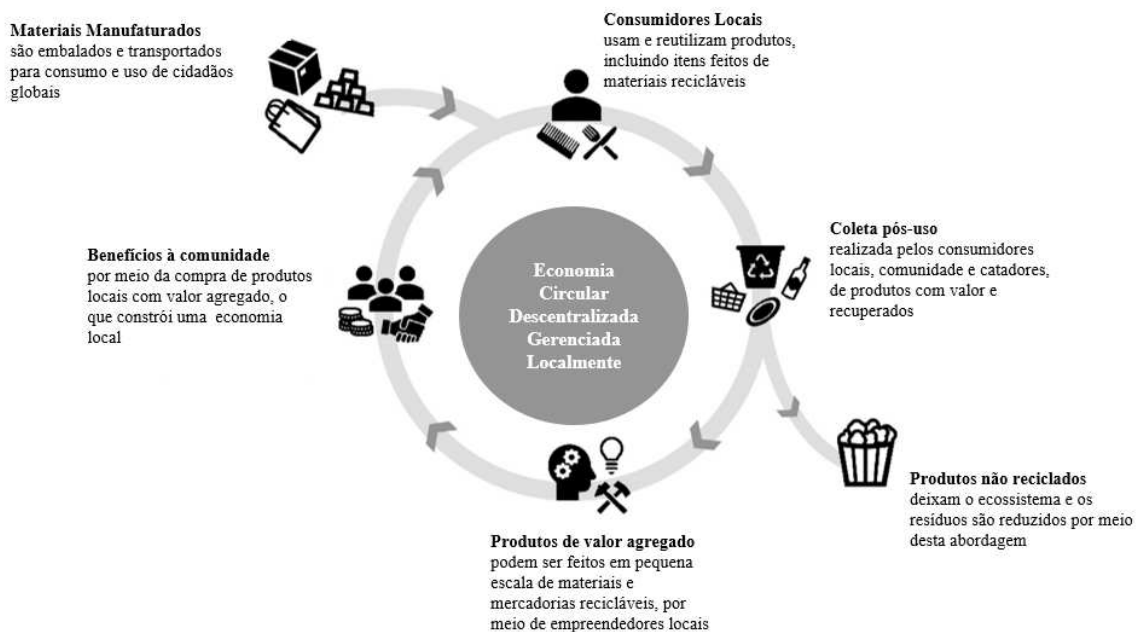 Materiais Manufaturados
são embalados e transportados
para consumo e uso de cidadãos
globais
Consumidores Locais
usam e reutilizam produtos,
incluindo itens feitos de
materiais recicláveis
Coleta pós-uso
realizada pelos consumidores
locais, comunidade e catadores,
de produtos com valor e
recuperados
Produtos não reciclados
deixam o ecossistema e os
resíduos são reduzidos por meio
desta abordagem
Produtos de valor agregado
podem ser feitos em pequena
escala de materiais e
mercadorias recicláveis, por
meio de empreendedores locais
Benefícios à comunidade
por meio da compra de produtos
locais com valor agregado, o
que constrói uma economia
local
Economia
Circular
Descentralizada
Gerenciada
Localmente